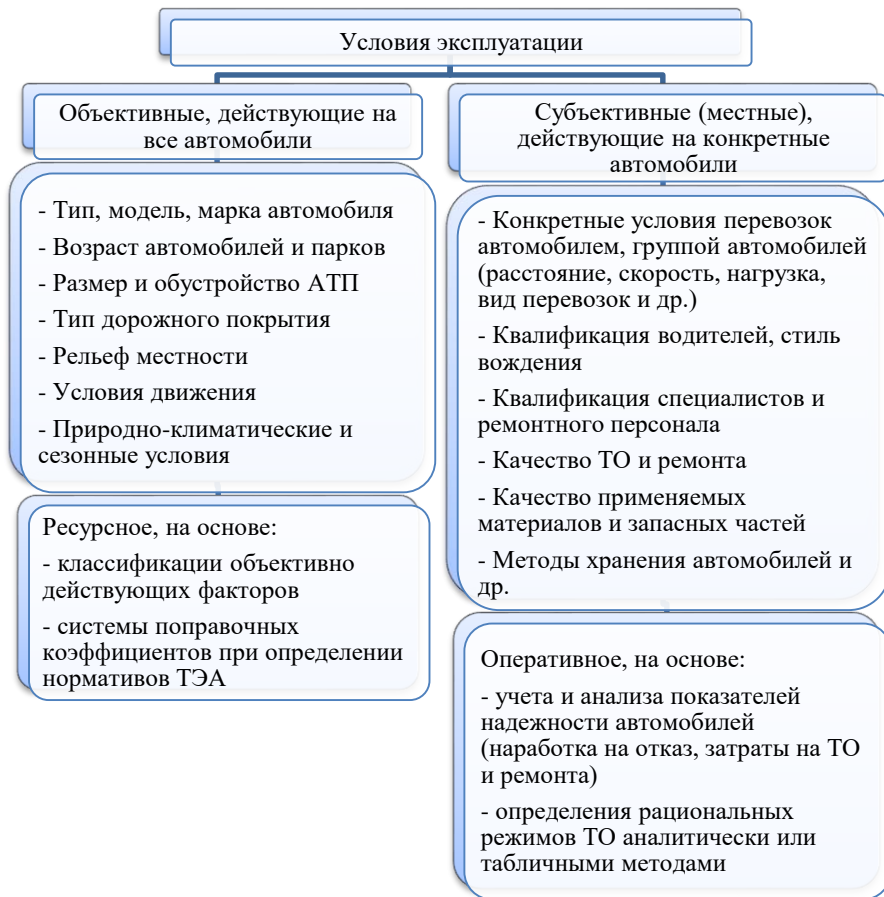 Условия эксплуатации
Объективные, действующие на
все автомобили
- Тип, модель, марка автомобиля
- Возраст автомобилей и парков
- Размер и обустройство АТП
- Тип дорожного покрытия
- Рельеф местности
- Условия движения
- Природно-климатические и
сезонные условия
Ресурсное, на основе:
- классификации объективно
действующих факторов
- системы поправочных
коэффициентов при определении
нормативов ТЭА
Субъективные (местные),
действующие на конкретные
автомобили
- Конкретные условия перевозок
автомобилем, группой автомобилей
(расстояние, скорость, нагрузка,
вид перевозок и др.)
- Квалификация водителей, стиль
вождения
- Квалификация специалистов и
ремонтного персонала
- Качество ТО и ремонта
- Качество применяемых
материалов и запасных частей
- Методы хранения автомобилей и
др.
Оперативное, на основе:
- учета и анализа показателей
надежности автомобилей
(наработка на отказ, затраты на ТО
и ремонта)
- определения рациональных
режимов ТО аналитически или
табличными методами